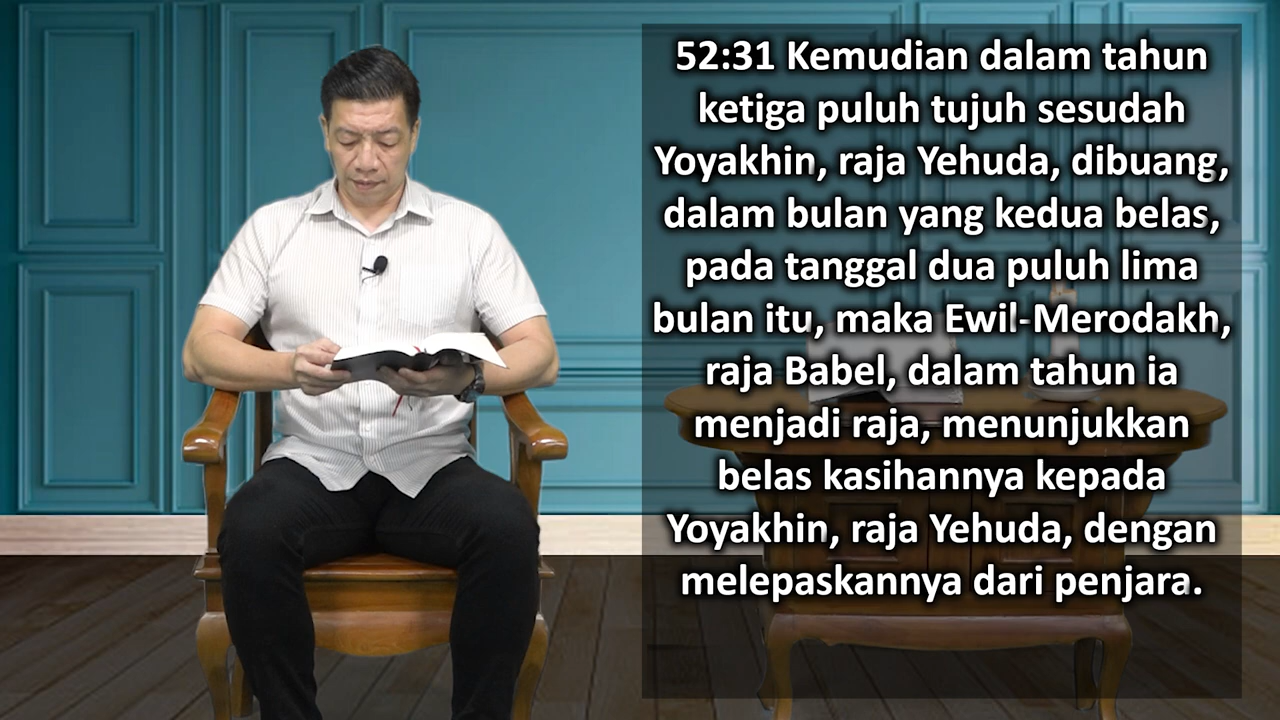 52:31 Kemudian dalam tahun
ketiga puluh tujuh sesudah
Yoyakhin, raja Yehuda, dibuang,
dalam bulan yang kedua belas,
pada tanggal dua puluh lima
bulan itu, maka Ewil-Merodakh,
raja Babel, dalam tahun ia
menjadi raja, menunjukkan
belas kasihannya kepada
Yoyakhin, raja Yehuda, dengan
melepaskannya dari penjara.